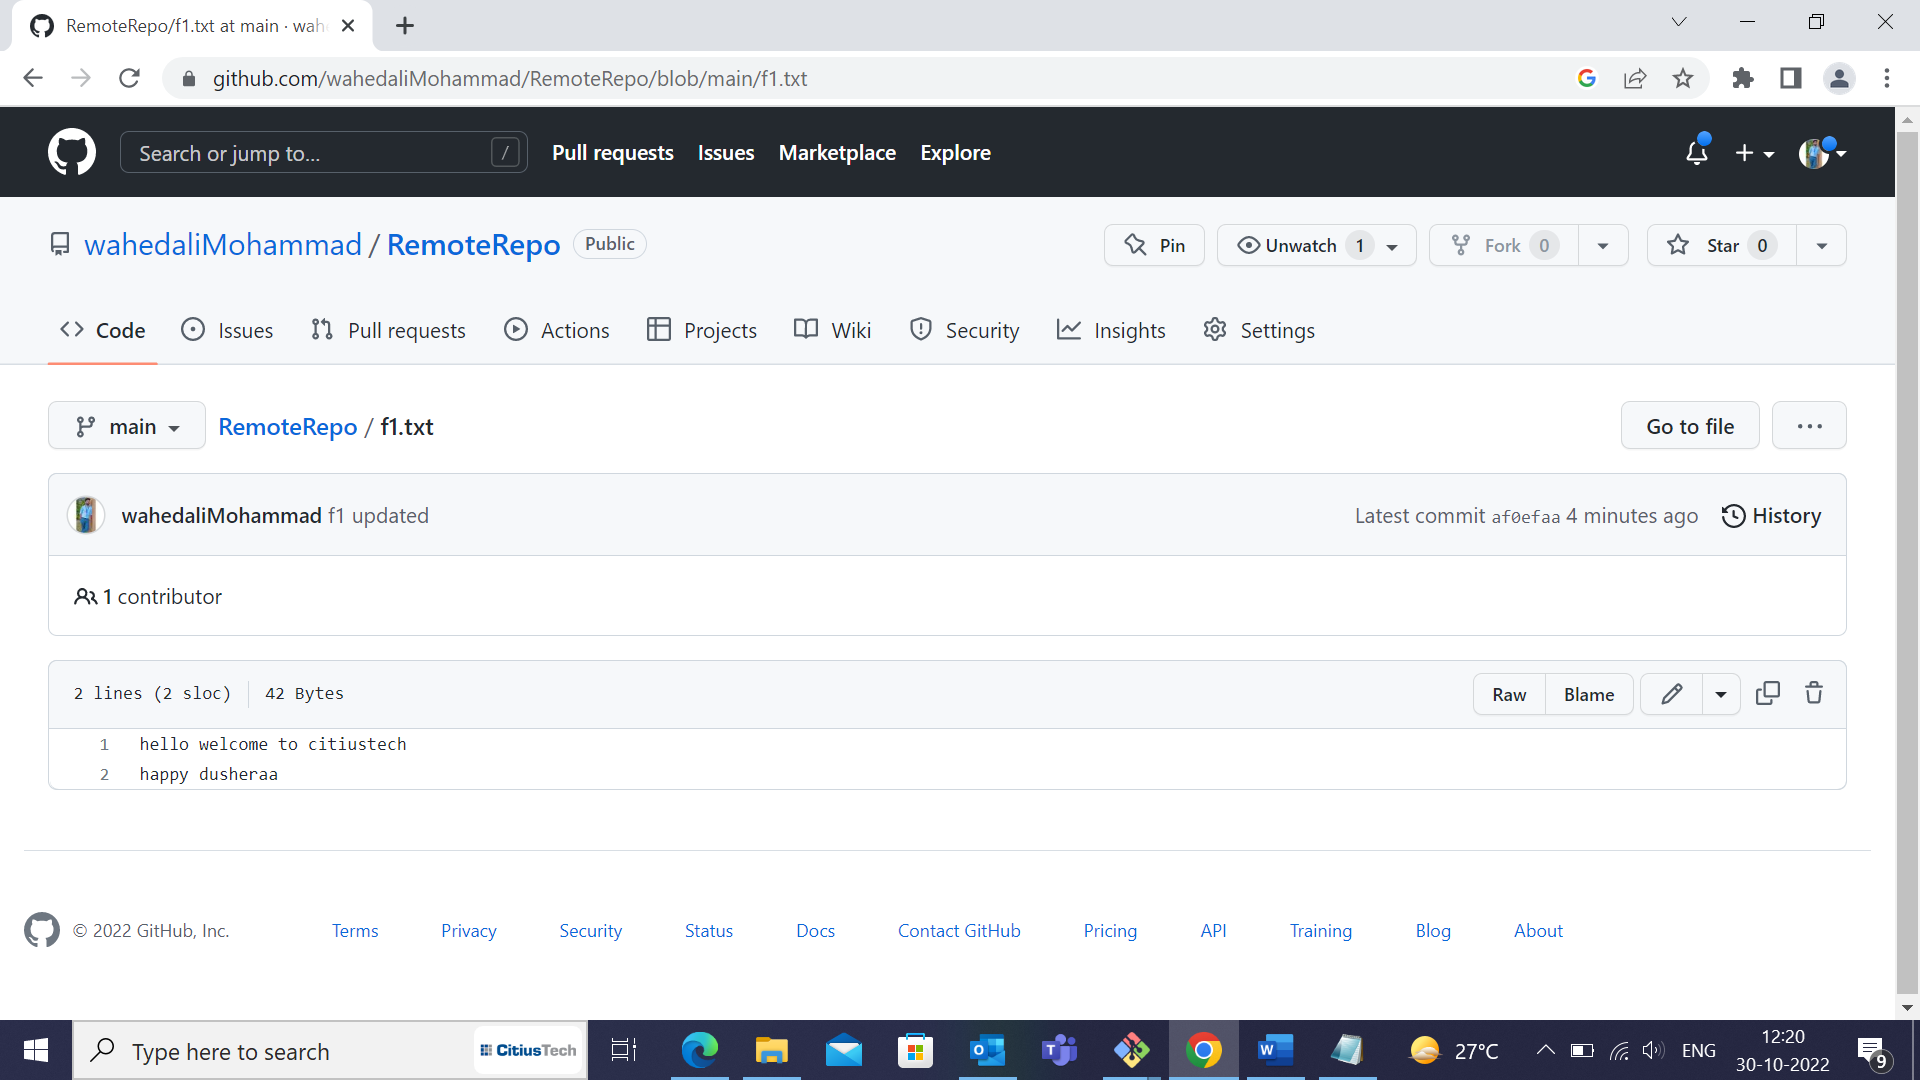 RemoteRepo/f1.txt at main · wah
github.com/wahedaliMohammad/RemoteRepo/blob/main/f1.txt
Search or jump to... / Pull requests Issues Marketplace Explore
wahedaliMohammad / RemoteRepo Public Pin Unwatch 1 Fork 0 Star 0
Code Issues Pull requests Actions Projects Wiki Security Insights Settings
main RemoteRepo / f1.txt Go to file ...
wahedaliMohammad f1 updated Latest commit af0efaa 4 minutes ago History
1 contributor
2 lines (2 sloc) 42 Bytes Raw Blame
1 hello welcome to citiustech
2 happy dusheraa
© 2022 GitHub, Inc. Terms Privacy Security Status Docs Contact GitHub Pricing API Training Blog About
Type here to search CitiusTech 27°C ENG 12:20
30-10-2022 9